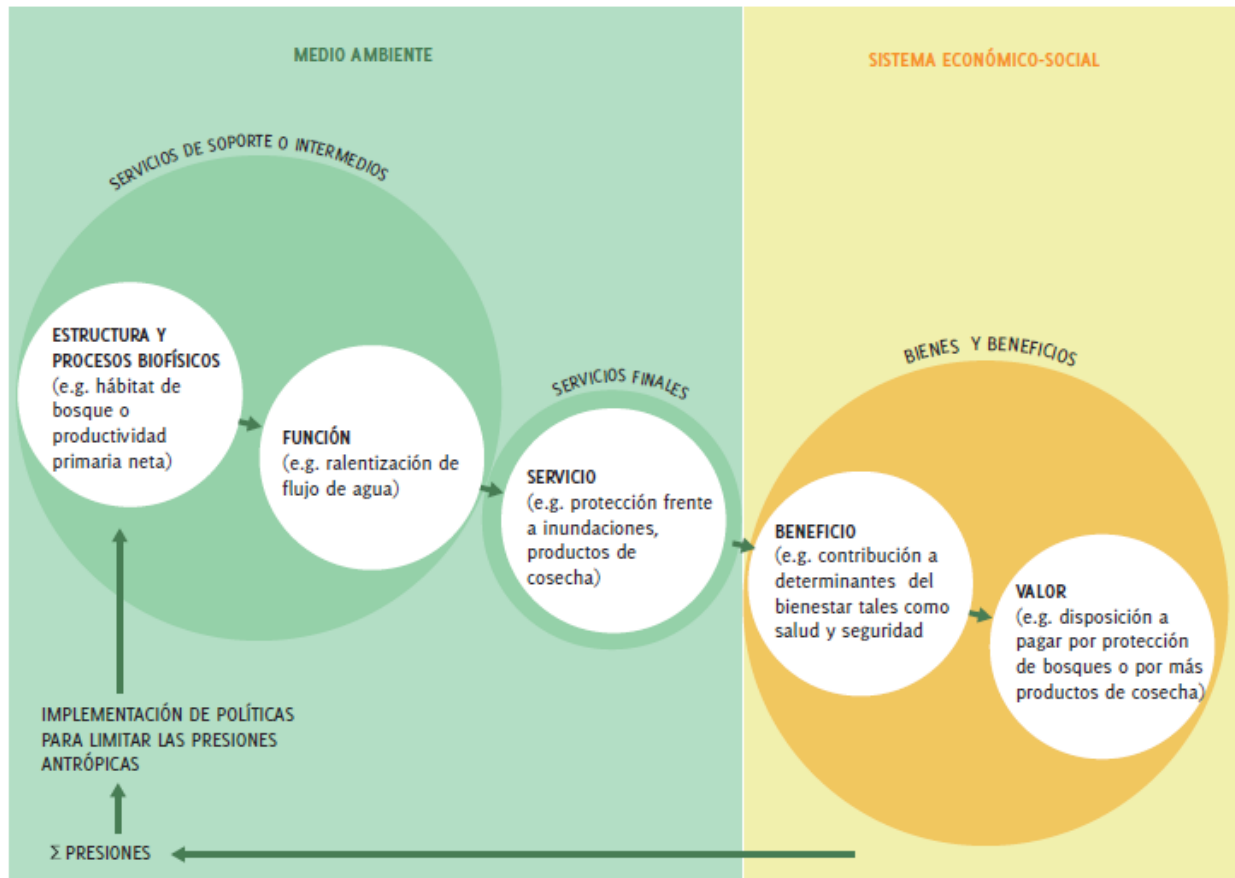 MEDIO AMBIENTE
SISTEMA ECONÓMICO-SOCIAL
SERVICIOS DE SOPORTE O INTERMEDIOS
ESTRUCTURA Y
PROCESOS BIOFÍSICOS
(e.g. hábitat de
bosque o
productividad
primaria neta)
FUNCIÓN
(e.g. ralentización de
flujo de agua)
SERVICIOS FINALES
SERVICIO
(e.g. protección frente
a inundaciones,
productos de
cosecha)
BIENES Y BENEFICIOS
BENEFICIO
(e.g. contribución a
determinantes del
bienestar tales como
salud y seguridad
VALOR
(e.g. disposición a
pagar por protección
de bosques o por más
productos de cosecha)
IMPLEMENTACIÓN DE POLÍTICAS
PARA LIMITAR LAS PRESIONES
ANTRÓPICAS
Σ PRESIONES